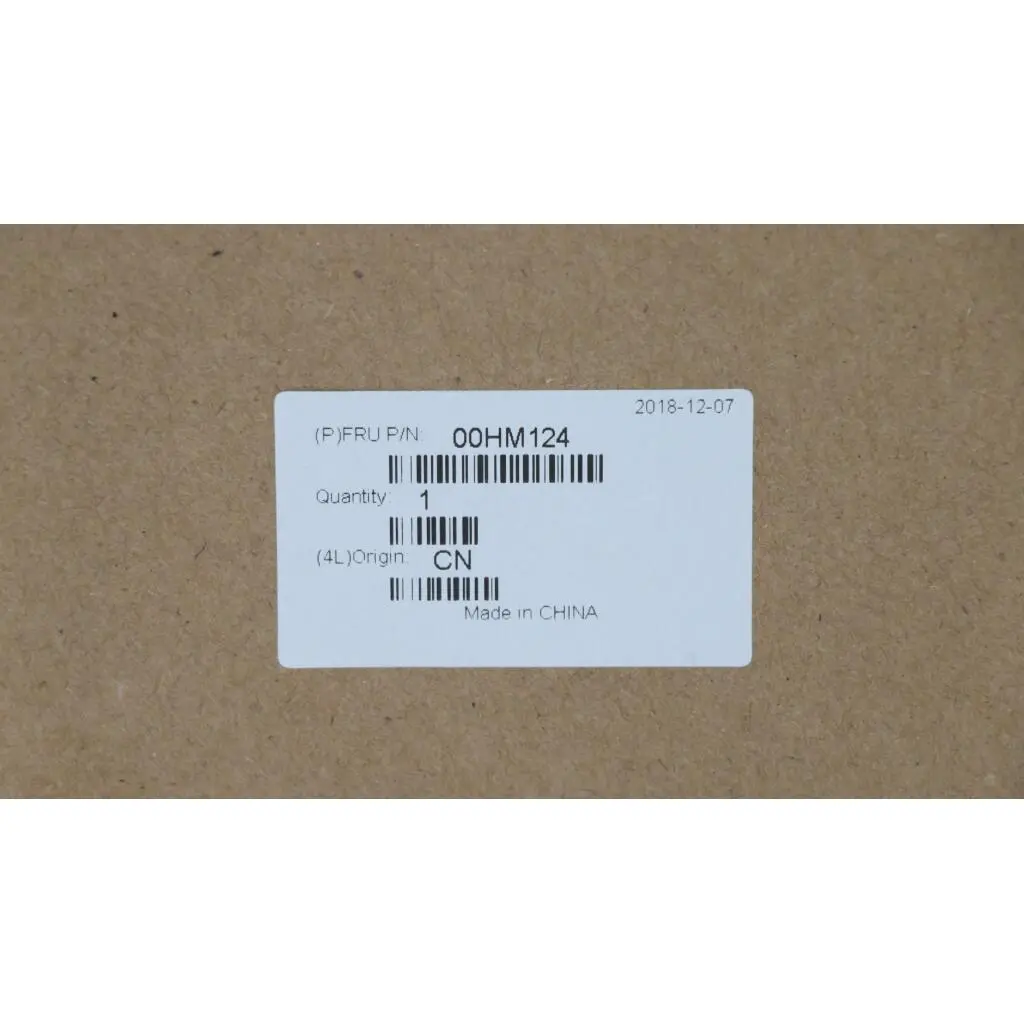 2018-12-07
(P)FRU P/N: 00HM124
Quantity: 1
(4L)Origin: CN
Made in CHINA